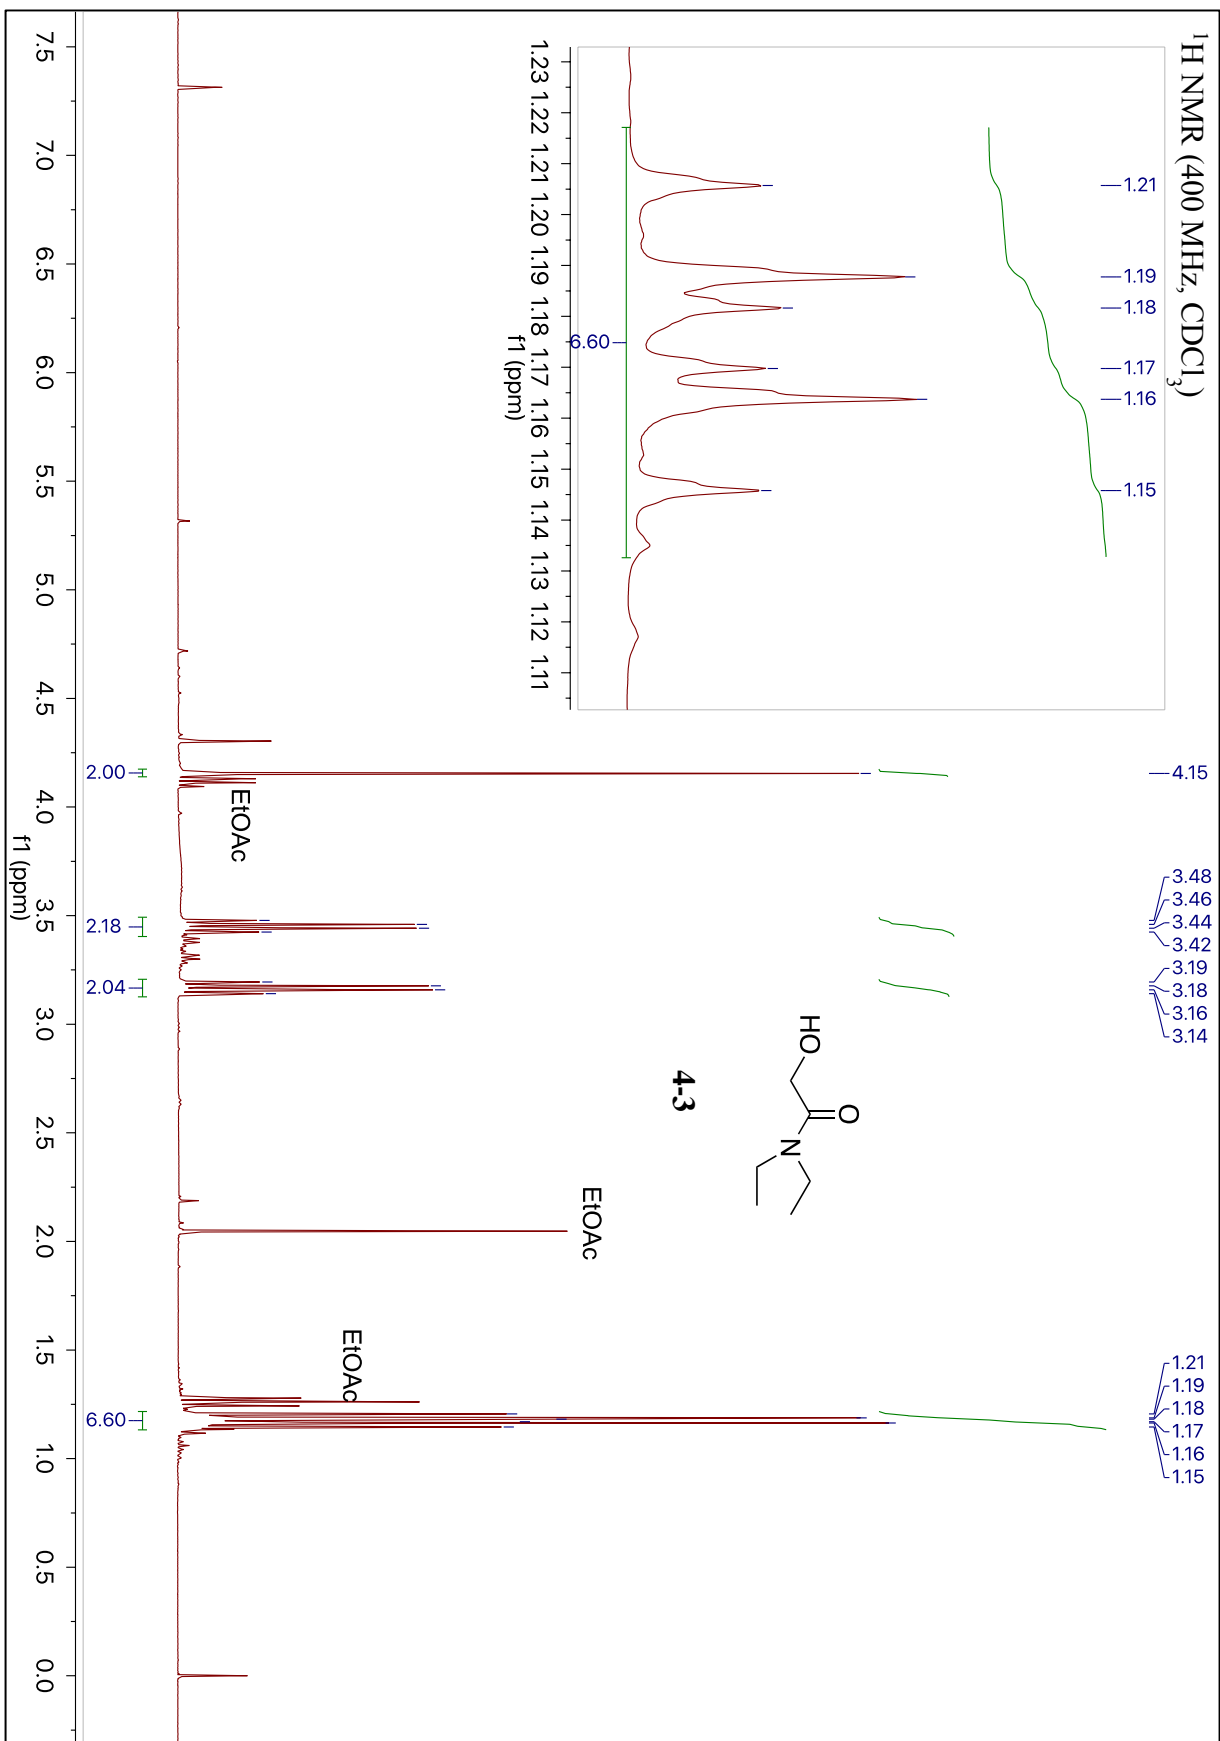 ¹H NMR (400 MHz, CDCl₃)
1.21
1.19
1.18
1.17
1.16
1.15
6.60
1.23 1.22 1.21 1.20 1.19 1.18 1.17 1.16 1.15 1.14 1.13 1.12 1.11
f1 (ppm)
4.15
3.48
3.46
3.44
3.42
3.19
3.18
3.16
3.14
1.21
1.19
1.18
1.17
1.16
1.15
HO
O
N
4-3
EtOAc
EtOAc
EtOAc
2.00
2.18
2.04
6.60
7.5 7.0 6.5 6.0 5.5 5.0 4.5 4.0 3.5 3.0 2.5 2.0 1.5 1.0 0.5 0.0
f1 (ppm)